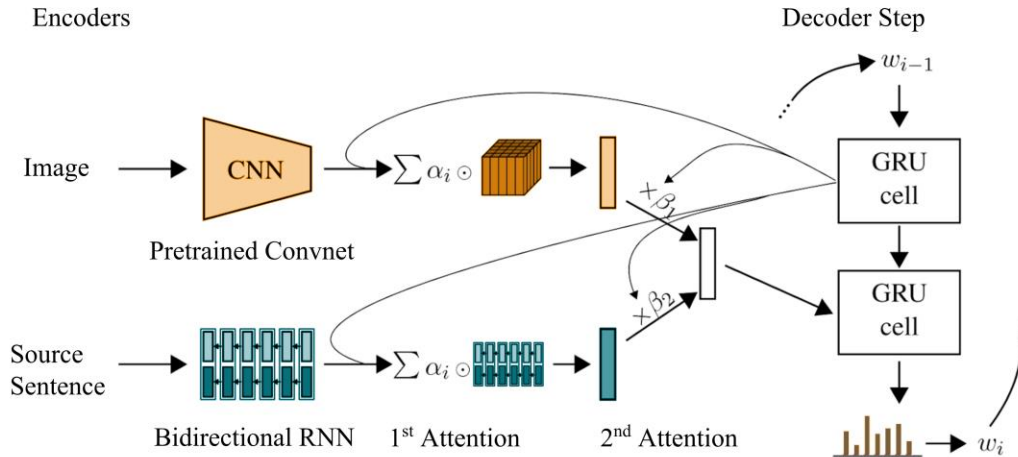 Encoders
Decoder Step
w_{i-1}
Image
CNN
∑ α_i ⊙
× β_1
GRU
cell
Pretrained Convnet
GRU
cell
Source
Sentence
∑ α_i ⊙
× β_2
Bidirectional RNN
1st Attention
2nd Attention
w_i